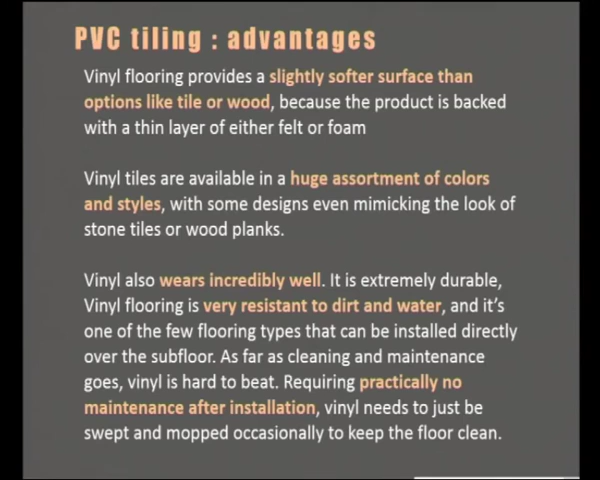 PVC tiling : advantages
Vinyl flooring provides a slightly softer surface than
options like tile or wood, because the product is backed
with a thin layer of either felt or foam
Vinyl tiles are available in a huge assortment of colors
and styles, with some designs even mimicking the look of
stone tiles or wood planks.
Vinyl also wears incredibly well. It is extremely durable,
Vinyl flooring is very resistant to dirt and water, and it’s
one of the few flooring types that can be installed directly
over the subfloor. As far as cleaning and maintenance
goes, vinyl is hard to beat. Requiring practically no
maintenance after installation, vinyl needs to just be
swept and mopped occasionally to keep the floor clean.